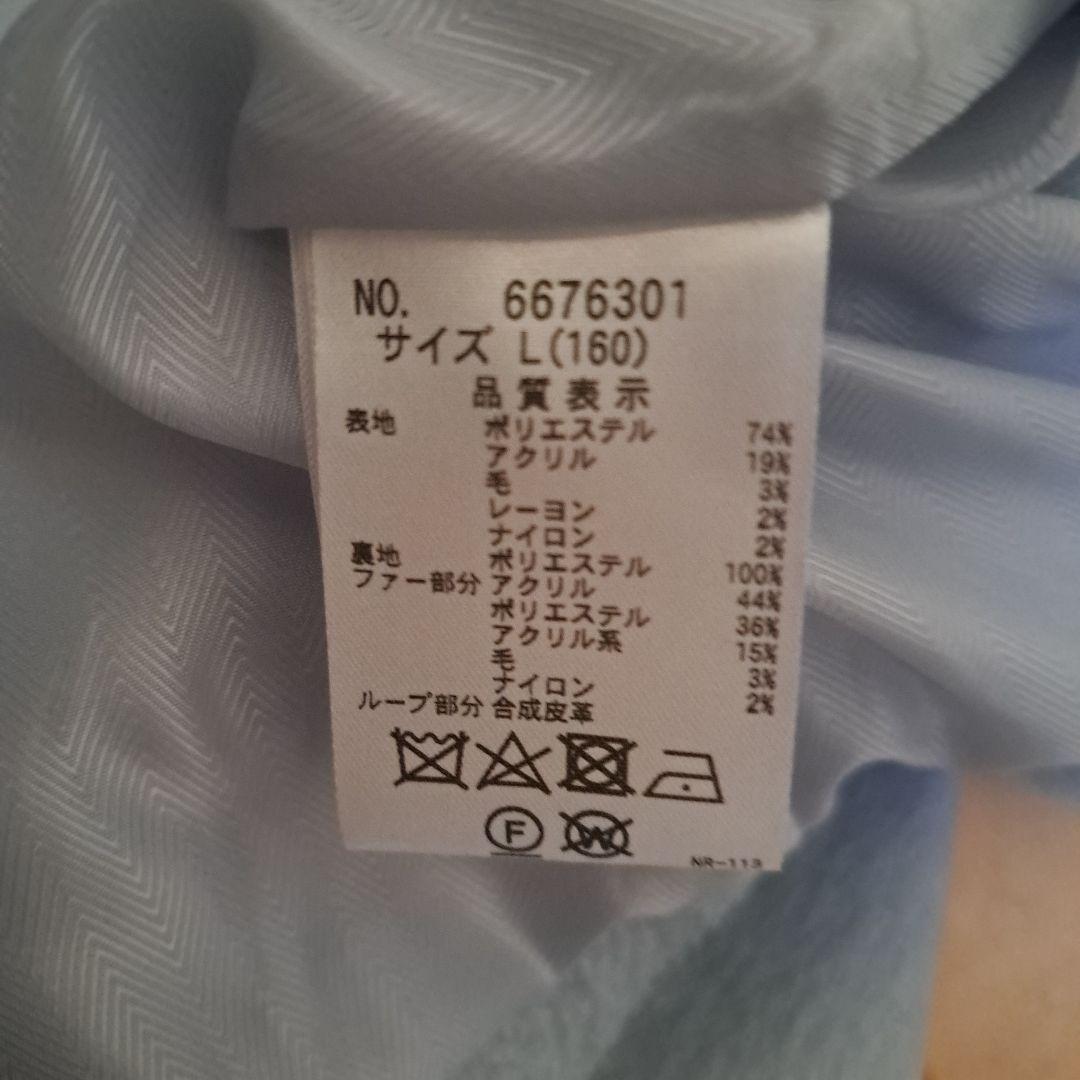 NO. 6676301
サイズ L(160)
品質表示
表地 ポリエステル 74%
アクリル 19%
毛 3%
レーヨン 2%
ナイロン 2%
裏地 ポリエステル 100%
ファー部分 アクリル 44%
ポリエステル 36%
アクリル系 15%
毛 3%
ナイロン 2%
ループ部分 合成皮革
F W
NR-113